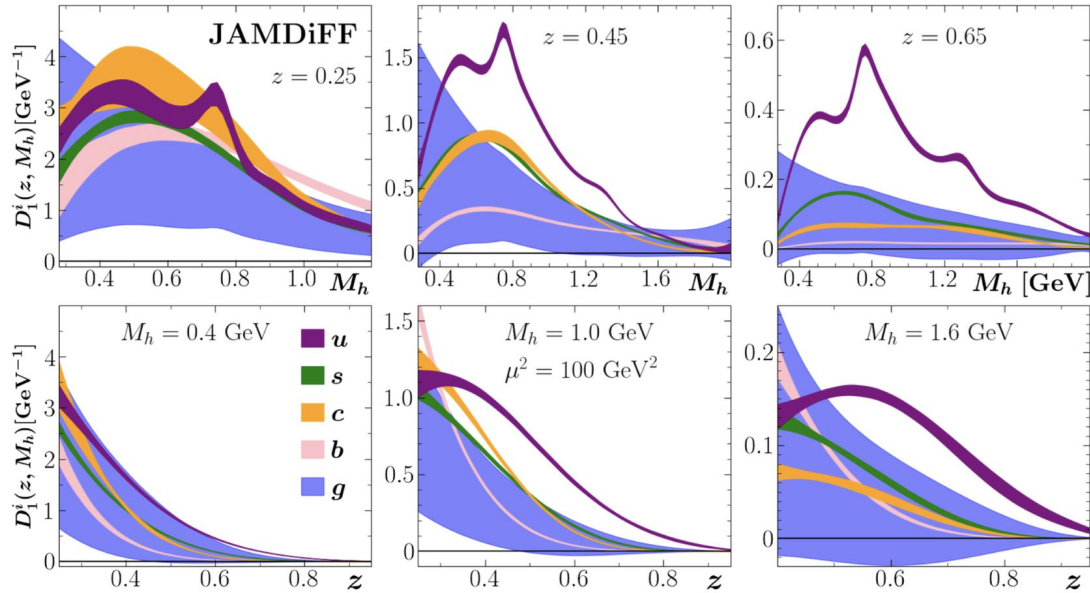 JAMDiFF
z = 0.25
z = 0.45
z = 0.65
D₁ⁱ(z, M_h)[GeV⁻¹]
4
3
2
1
0
0.4 0.6 0.8 1.0 M_h
1.5
1.0
0.5
0
0.4 0.8 1.2 1.6 M_h
0.6
0.4
0.2
0
0.4 0.8 1.2 M_h [GeV]
M_h = 0.4 GeV
u
s
c
b
g
M_h = 1.0 GeV
μ² = 100 GeV²
M_h = 1.6 GeV
D₁ⁱ(z, M_h)[GeV⁻¹]
4
3
2
1
0
0.4 0.6 0.8 z
1.5
1.0
0.5
0
0.4 0.6 0.8 z
0.2
0.1
0
0.6 0.8 z